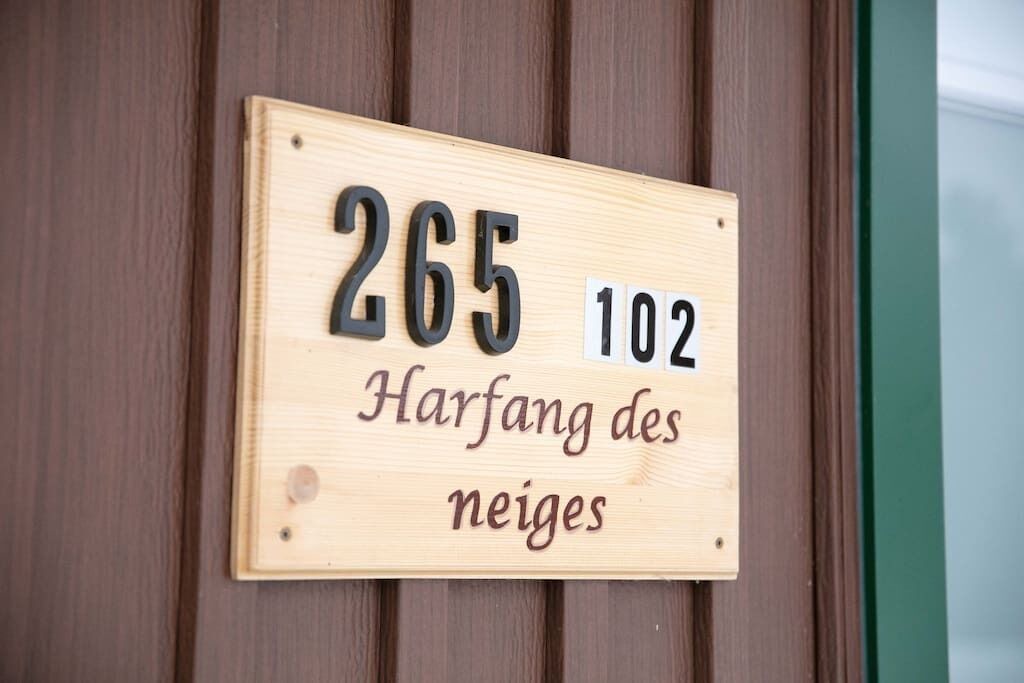 265 102
Harfang des
neiges